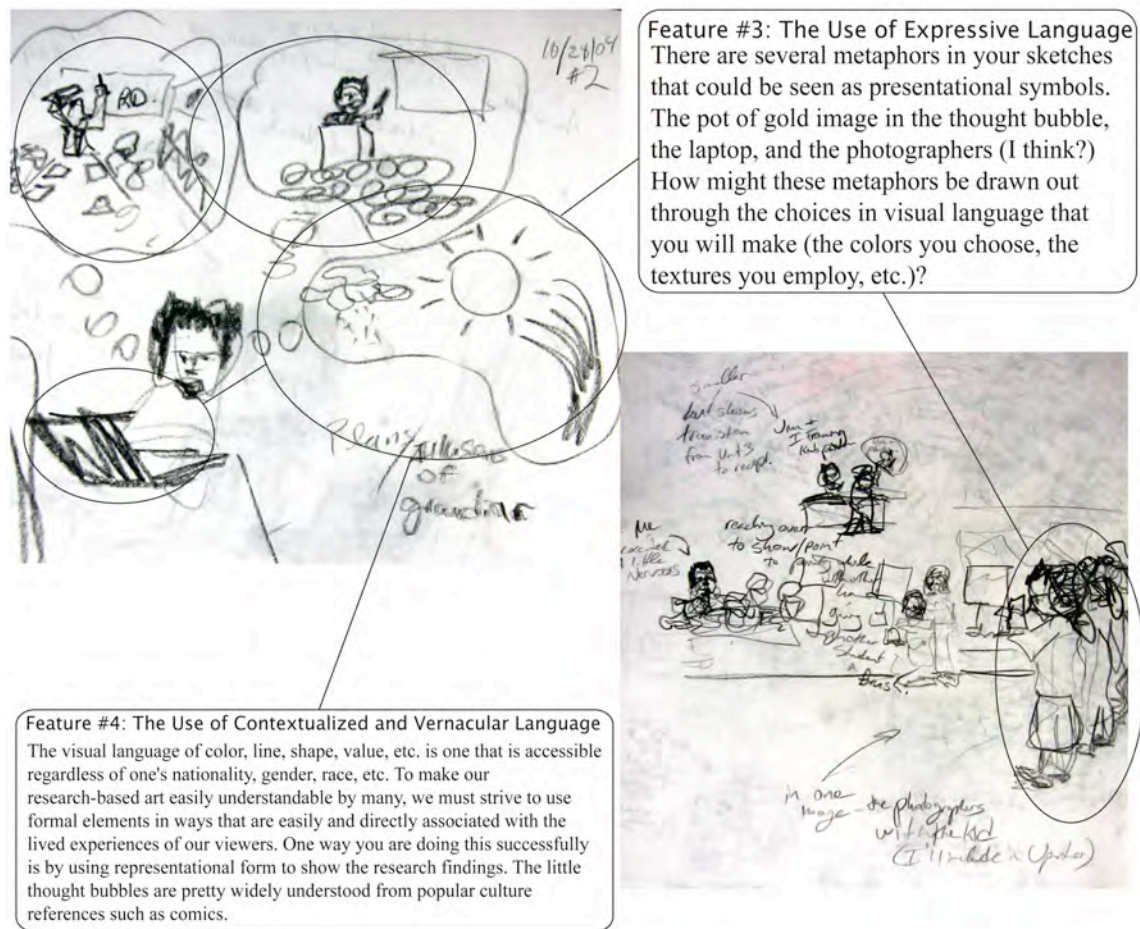 10/28/04
#2
RD.
Feature #3: The Use of Expressive Language
There are several metaphors in your sketches
that could be seen as presentational symbols.
The pot of gold image in the thought bubble,
the laptop, and the photographers (I think?)
How might these metaphors be drawn out
through the choices in visual language that
you will make (the colors you choose, the
textures you employ, etc.)?
of
smaller
but shows
from Unit 3
I Training
me
Nervous
reaching over
to show/point
to
while
giving
another
student
a
in one
image - the photographers
with the kid
(I'll include
Feature #4: The Use of Contextualized and Vernacular Language
The visual language of color, line, shape, value, etc. is one that is accessible
regardless of one's nationality, gender, race, etc. To make our
research-based art easily understandable by many, we must strive to use
formal elements in ways that are easily and directly associated with the
lived experiences of our viewers. One way you are doing this successfully
is by using representational form to show the research findings. The little
thought bubbles are pretty widely understood from popular culture
references such as comics.